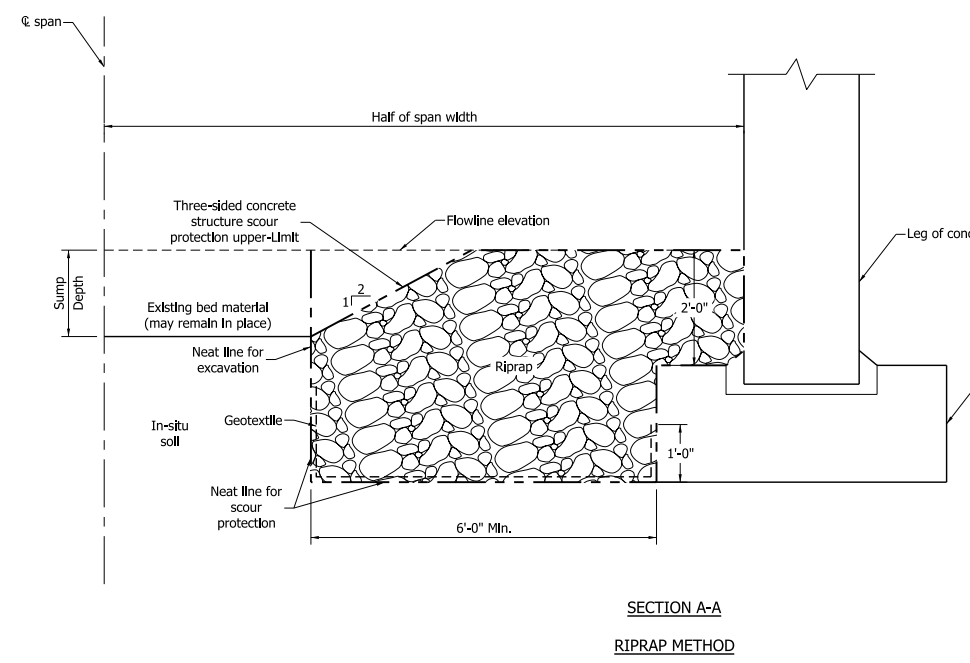 ℄ span
Half of span width
Three-sided concrete
structure scour
protection upper-Limit
Flowline elevation
Leg of conc
Sump
Depth
Existing bed material
(may remain in place)
2
1
2'-0"
Neat line for
excavation
Riprap
In-situ
soil
Geotextile
1'-0"
Neat line for
scour
protection
6'-0" Min.
SECTION A-A
RIPRAP METHOD